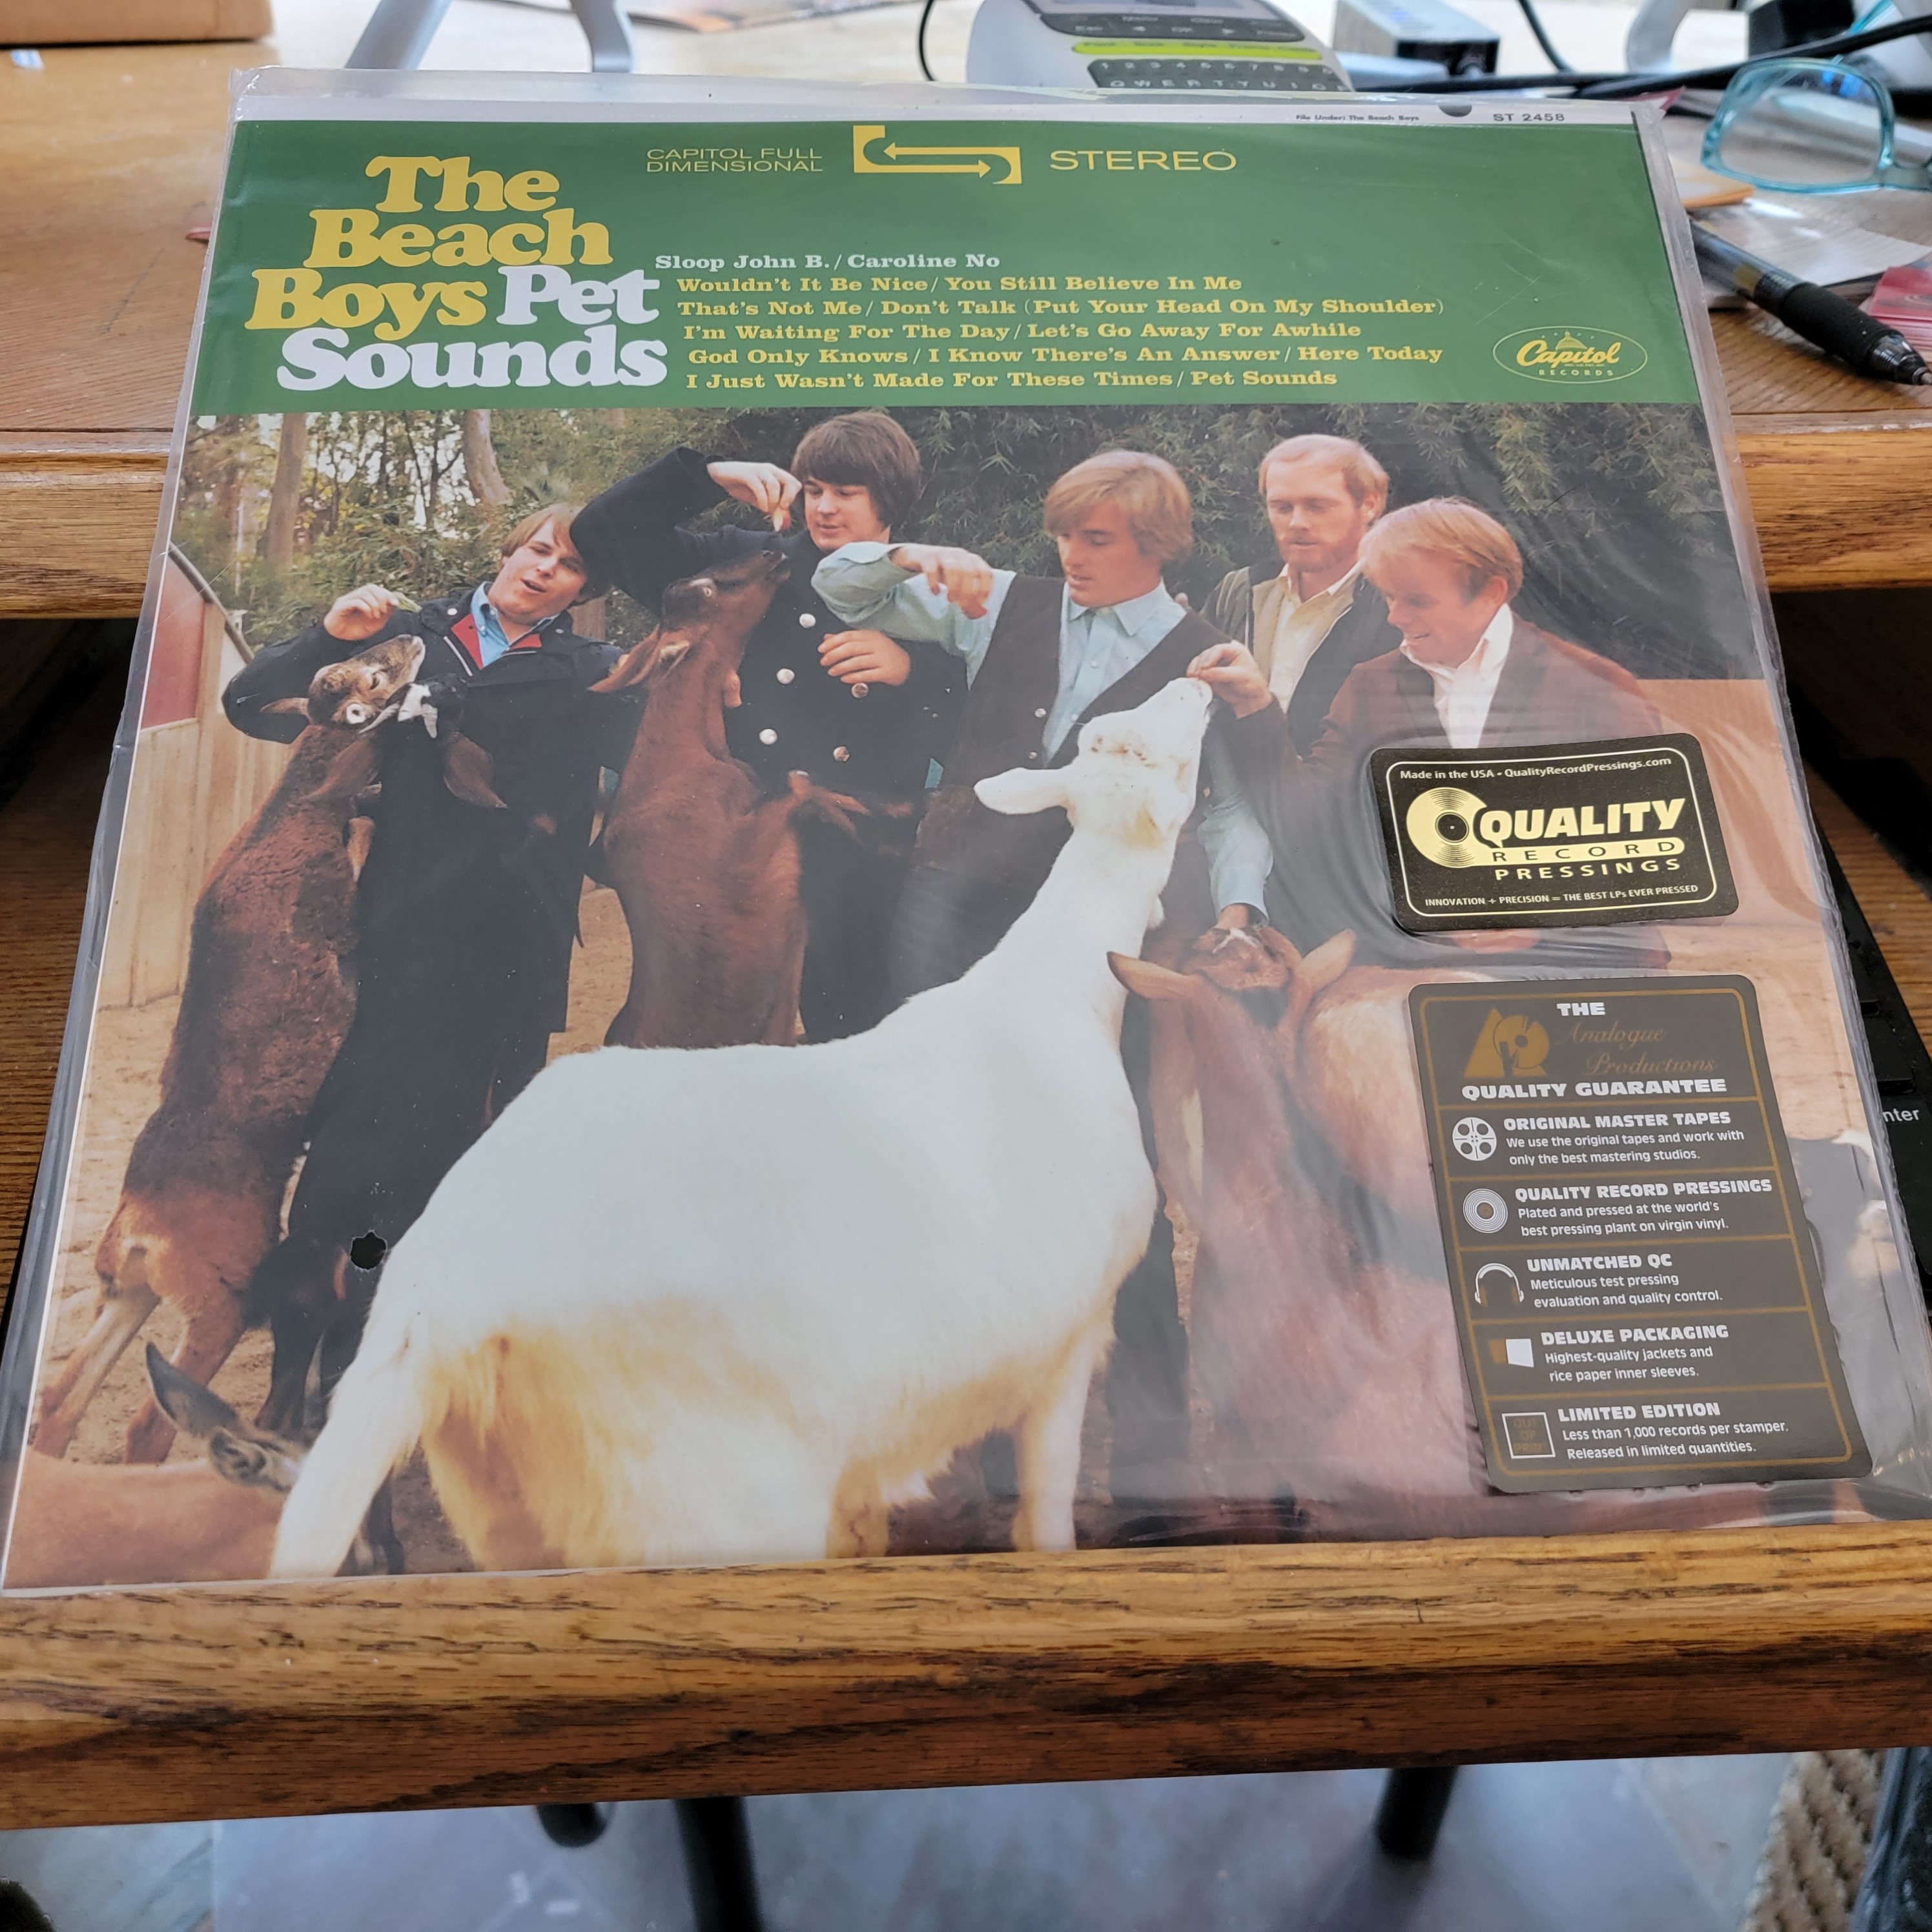 File Under: The Beach Boys
ST 2458
CAPITOL FULL
DIMENSIONAL
STEREO
The
Beach
Boys Pet
Sounds
Sloop John B. / Caroline No
Wouldn't It Be Nice / You Still Believe In Me
That's Not Me / Don't Talk (Put Your Head On My Shoulder)
I'm Waiting For The Day / Let's Go Away For Awhile
God Only Knows / I Know There's An Answer / Here Today
I Just Wasn't Made For These Times / Pet Sounds
Capitol
RECORDS
Made in the USA • QualityRecordPressings.com
QUALITY
RECORD
PRESSINGS
INNOVATION + PRECISION = THE BEST LPs EVER PRESSED
THE
Analogue
Productions
QUALITY GUARANTEE
ORIGINAL MASTER TAPES
We use the original tapes and work with
only the best mastering studios.
QUALITY RECORD PRESSINGS
Plated and pressed at the world's
best pressing plant on virgin vinyl.
UNMATCHED QC
Meticulous test pressing
evaluation and quality control.
DELUXE PACKAGING
Highest-quality jackets and
rice paper inner sleeves.
OUT
OF
PRINT
LIMITED EDITION
Less than 1,000 records per stamper.
Released in limited quantities.
nter